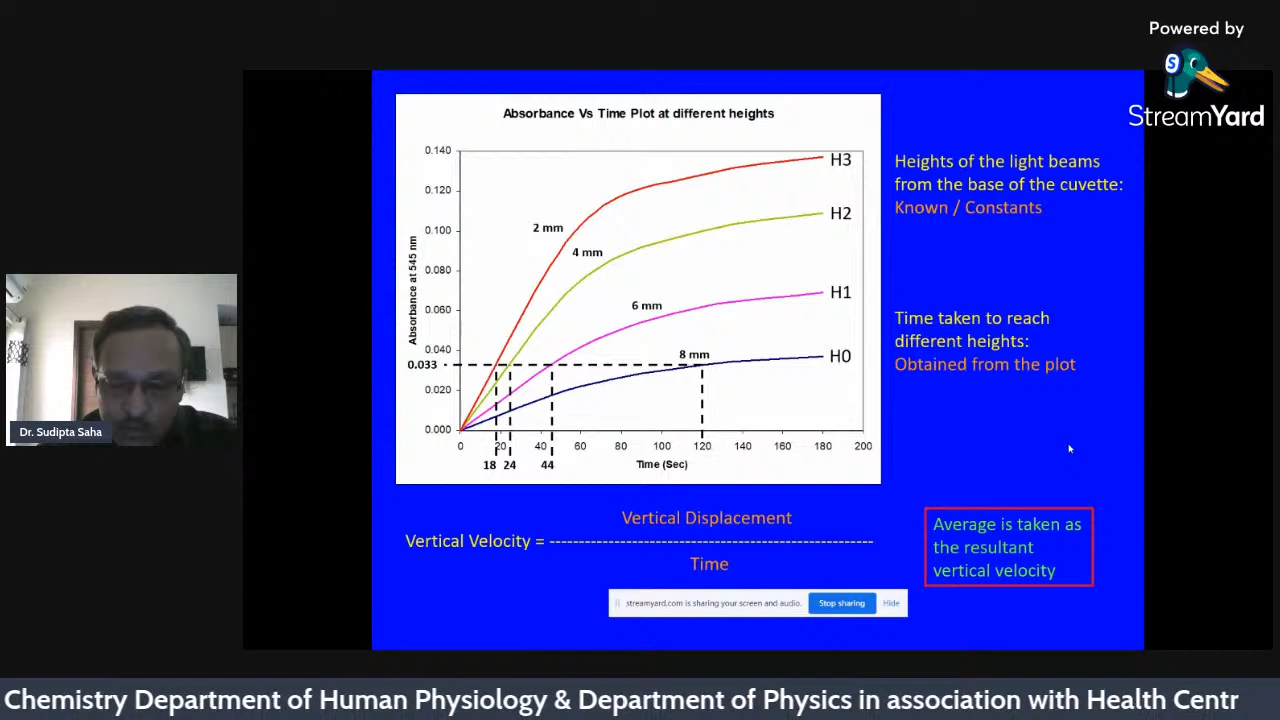 Powered by
StreamYard
Absorbance Vs Time Plot at different heights
Absorbance at 545 nm
0.140
0.120
0.100
0.080
0.060
0.040
0.033
0.020
0.000
H3
H2
H1
H0
2 mm
4 mm
6 mm
8 mm
0 20 40 60 80 100 120 140 160 180 200
18 24 44
Time (Sec)
Heights of the light beams
from the base of the cuvette:
Known / Constants
Time taken to reach
different heights:
Obtained from the plot
Dr. Sudipta Saha
Vertical Displacement
Vertical Velocity = ------------------------------------------------------------
Time
Average is taken as
the resultant
vertical velocity
streamyard.com is sharing your screen and audio. Stop sharing Hide
Chemistry Department of Human Physiology & Department of Physics in association with Health Centr